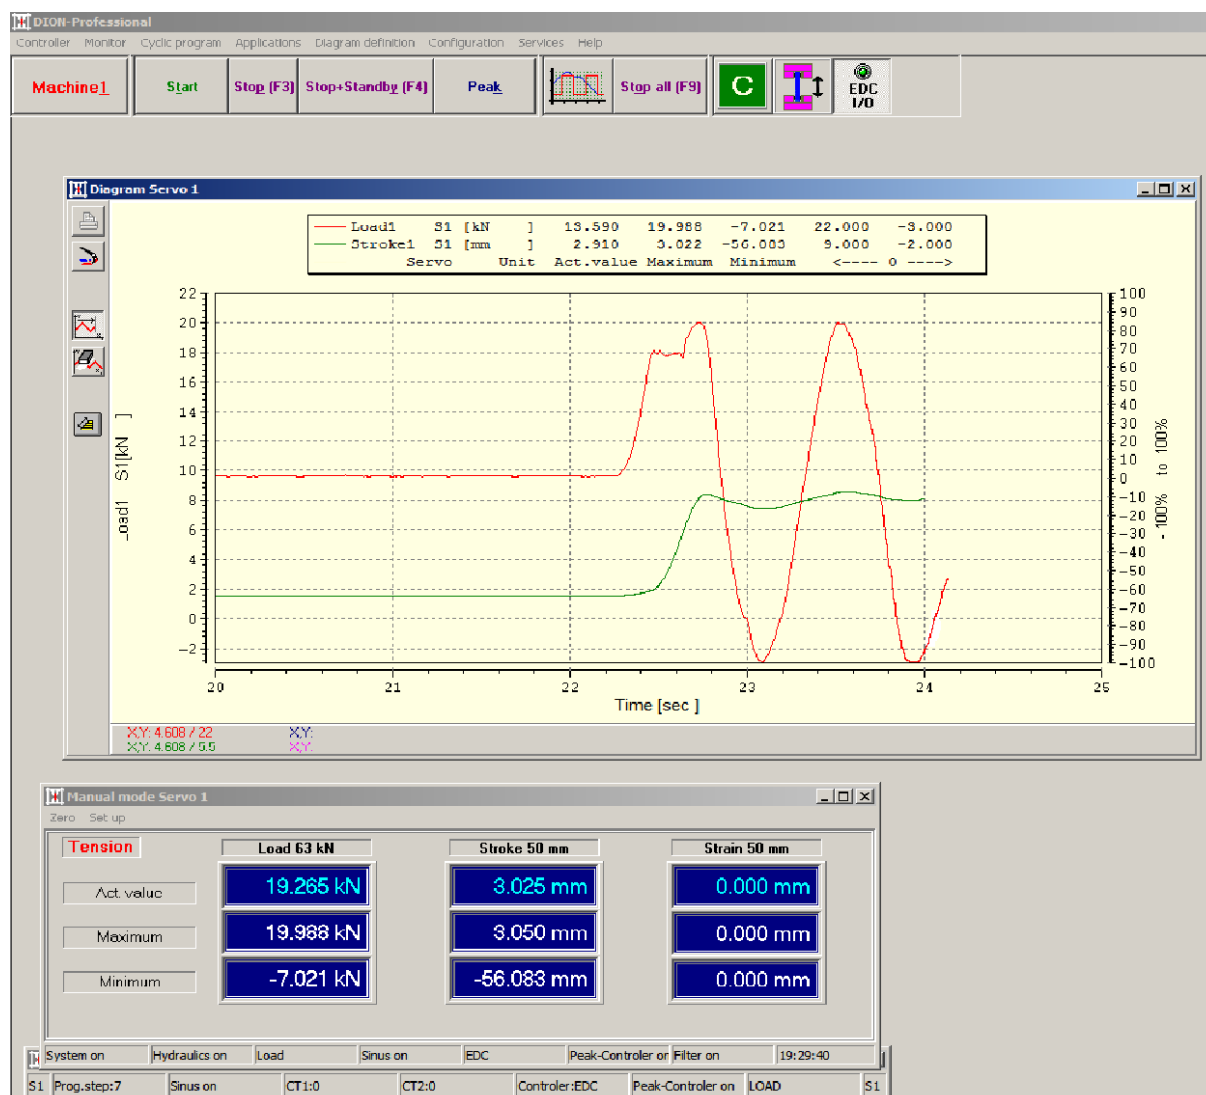 DION-Professional
Controller Monitor Cyclic program Applications Diagram definition Configuration Services Help
Machine1 Start Stop (F3) Stop+Standby (F4) Peak Stop all (F9) C EDC I/O
Diagram Servo 1
Load1 S1 [kN ] 13.590 19.988 -7.021 22.000 -3.000
Stroke1 S1 [mm ] 2.910 3.022 -56.083 9.000 -2.000
Servo Unit Act.value Maximum Minimum <---- 0 ---->
22 100
90
20 80
18 70
60
16 50
14 40
30
12 20
10 10
0
8 -10
-20
6 -30
4 -40
-50
2 -60
-70
0 -80
-2 -90
-100
_oad1 S1[kN ]
-100% to 100%
20 21 22 23 24 25
Time [sec ]
X,Y: 4.608 / 22 X,Y:
X,Y: 4.608 / 5.5 X,Y:
Manual mode Servo 1
Zero Set up
Tension Load 63 kN Stroke 50 mm Strain 50 mm
Act. value 19.265 kN 3.025 mm 0.000 mm
Maximum 19.988 kN 3.050 mm 0.000 mm
Minimum -7.021 kN -56.083 mm 0.000 mm
System on Hydraulics on Load Sinus on EDC Peak-Controler or Filter on 19:29:40
S1 Prog.step:7 Sinus on CT1:0 CT2:0 Controler:EDC Peak-Controler on LOAD S1